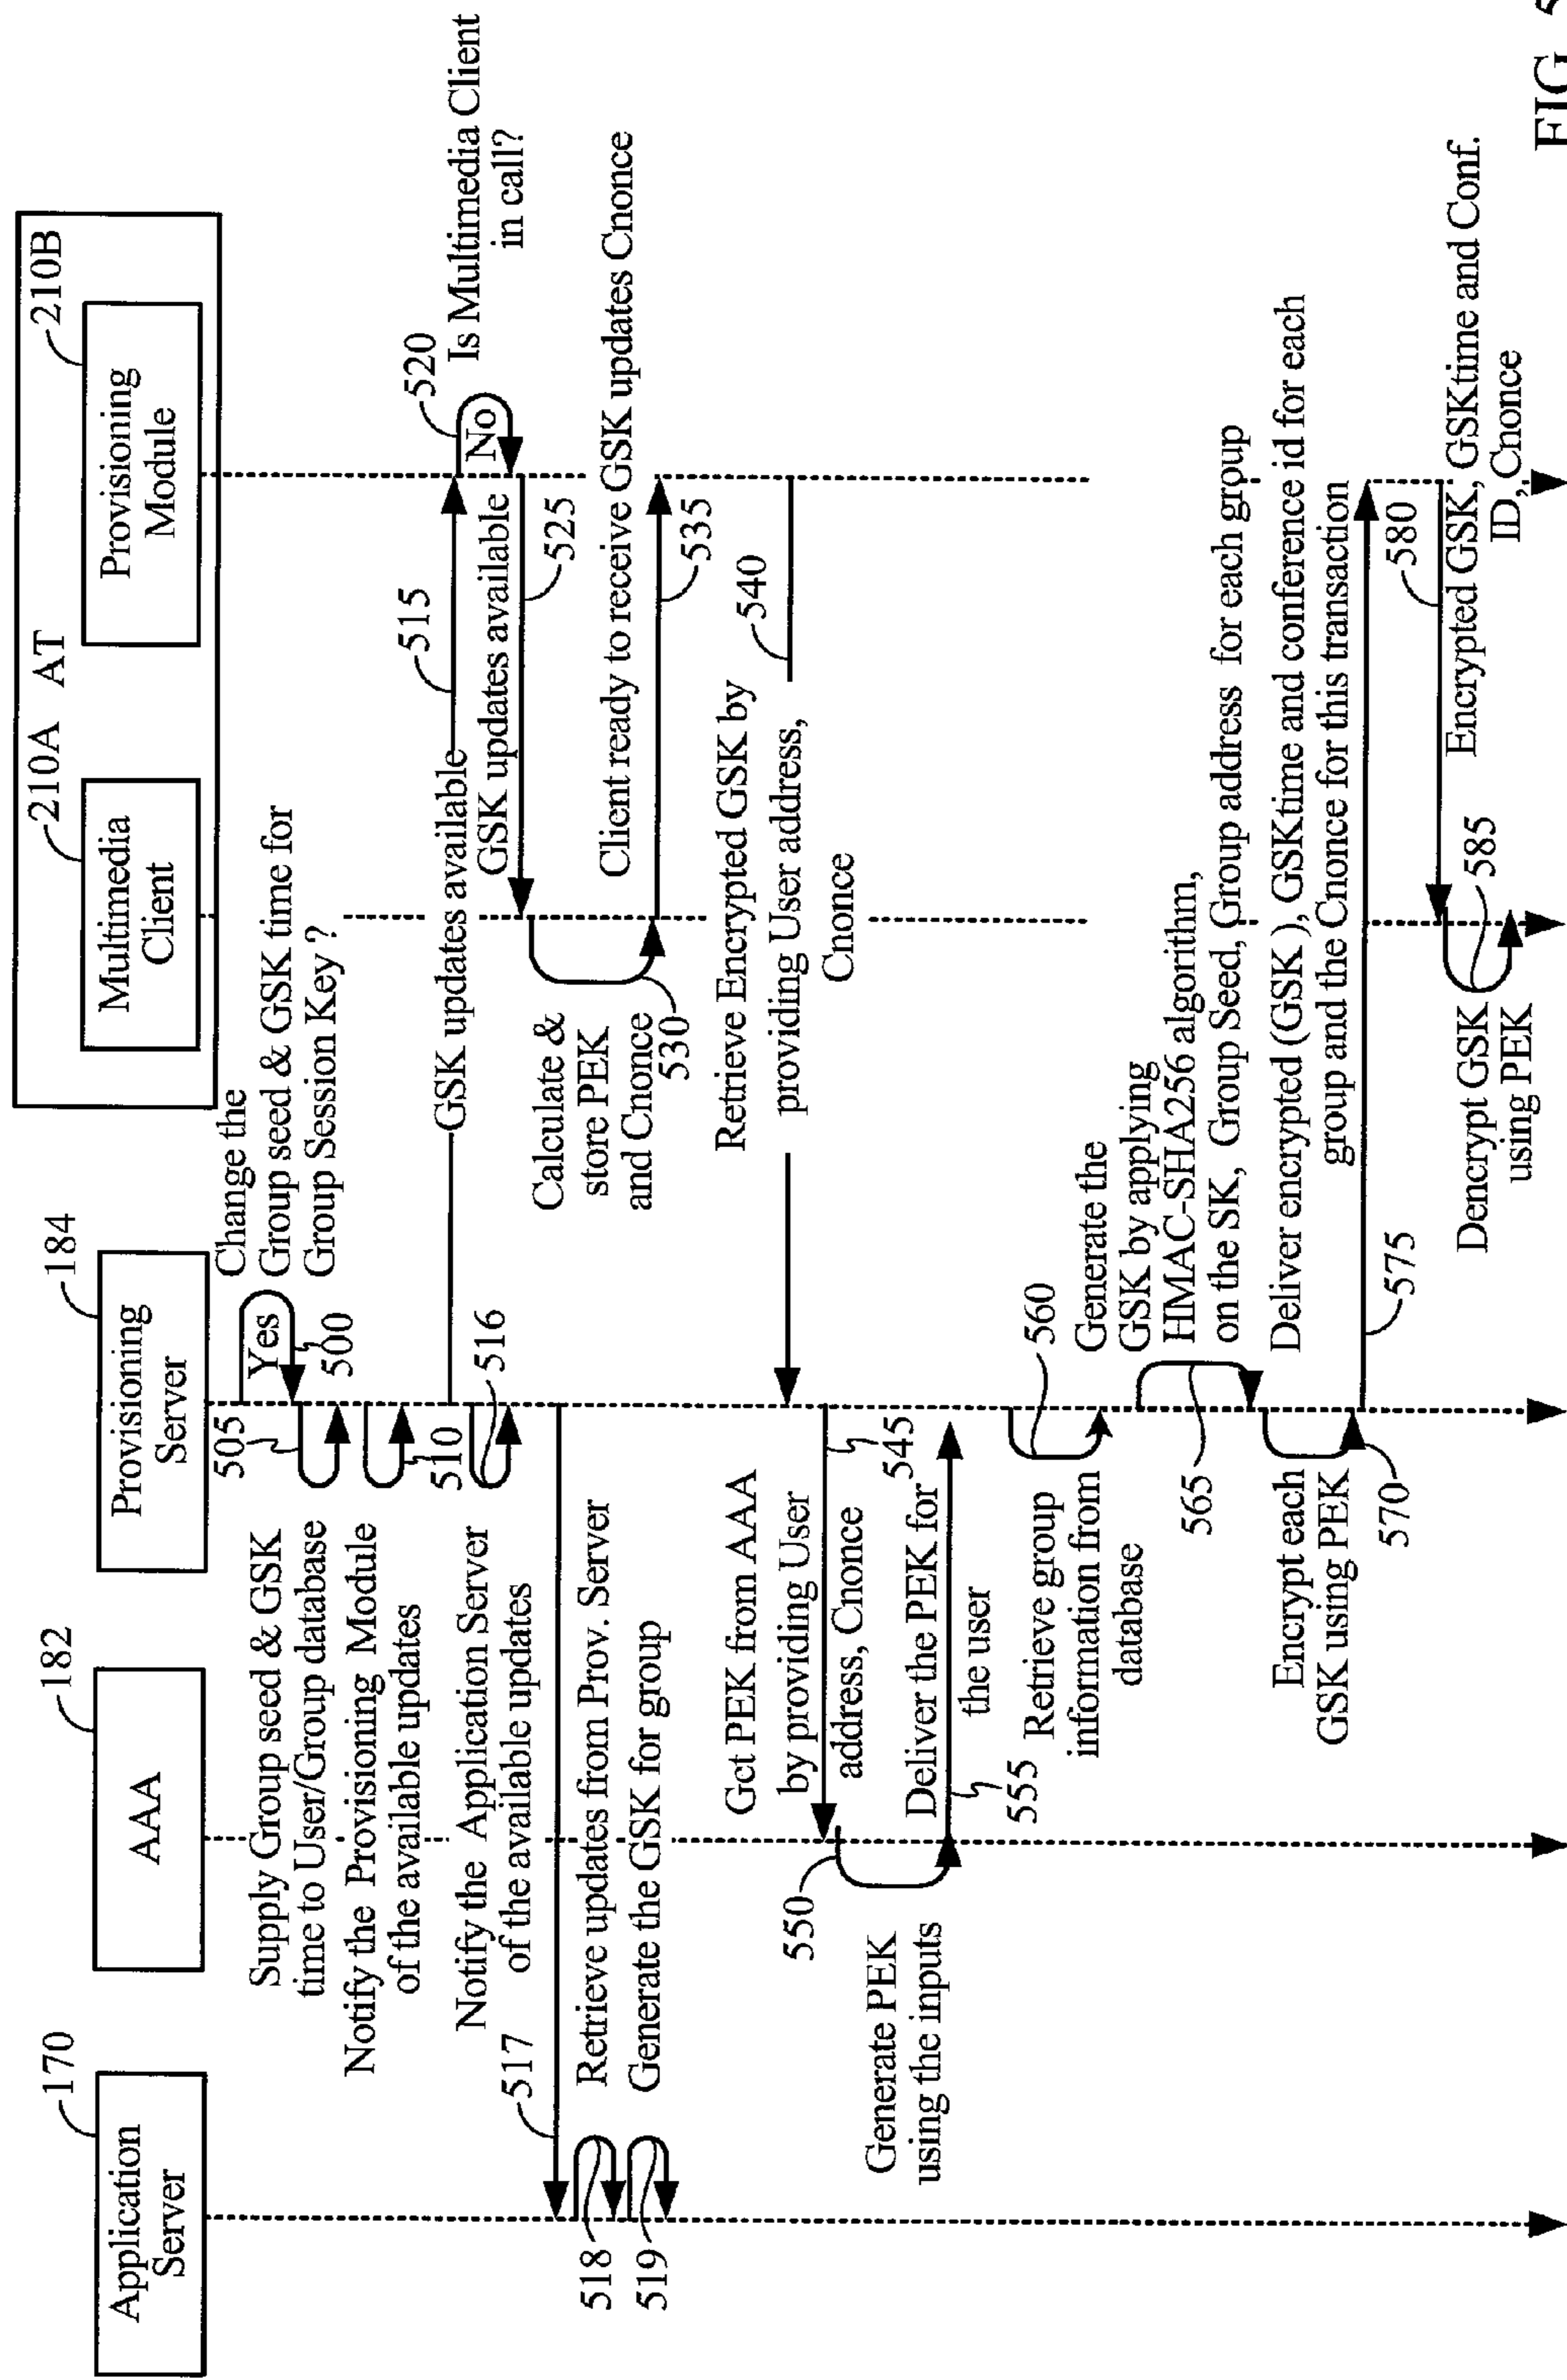 Application
Server
170
AAA
182
Provisioning
Server
184
210A AT
Multimedia
Client
Provisioning
Module
210B
Change the
Group seed & GSK time for
Group Session Key ?
Yes
500
505
Supply Group seed & GSK
time to User/Group database
510
Notify the Provisioning Module
of the available updates
GSK updates available
515
516
Notify the Application Server
of the available updates
517
520
No
Is Multimedia Client
in call?
GSK updates available
525
518
Retrieve updates from Prov. Server
519
Generate the GSK for group
Calculate &
store PEK
and Cnonce
530
Client ready to receive GSK updates Cnonce
535
Retrieve Encrypted GSK by
providing User address,
Cnonce
540
Gct PEK from AAA
by providing User
address, Cnonce
545
550
Generate PEK
using the inputs
Deliver the PEK for
the user
555
560
Retrieve group
information from
database
Generate the
GSK by applying
HMAC-SHA256 algorithm,
on the SK, Group Seed, Group address for each group
565
Encrypt each
GSK using PEK
570
Deliver encrypted (GSK ), GSKtime and conference id for each
group and the Cnonce for this transaction
575
580
Encrypted GSK, GSKtime and Conf.
ID, Cnonce
585
Dencrypt GSK
using PEK
FIG. 5